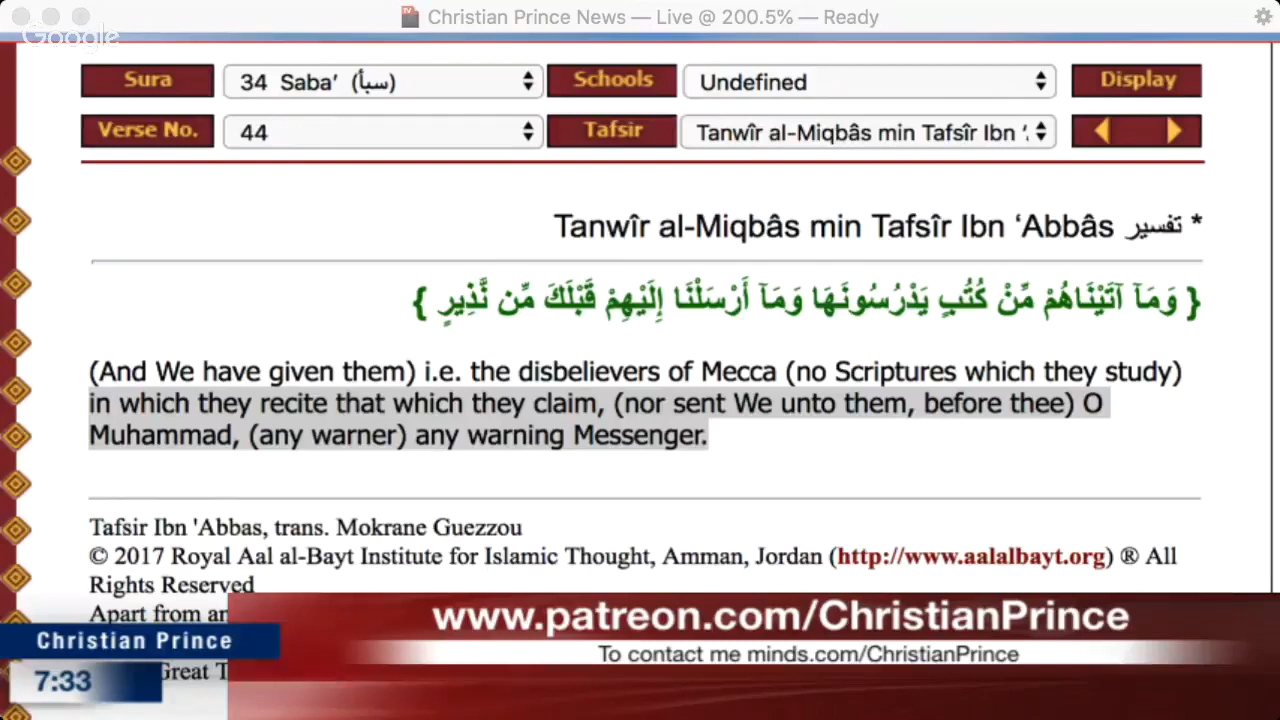 Christian Prince News — Live @ 200.5% — Ready
Google
Sura 34 Saba’ (سبأ) Schools Undefined Display
Verse No. 44 Tafsir Tanwîr al-Miqbâs min Tafsîr Ibn ‘.
* تفسير Tanwîr al-Miqbâs min Tafsîr Ibn ‘Abbâs
{ وَمَآ آتَيْنَاهُمْ مِّنْ كُتُبٍ يَدْرُسُونَهَا وَمَآ أَرْسَلْنَا إِلَيْهِمْ قَبْلَكَ مِّن نَّذِيرٍ }
(And We have given them) i.e. the disbelievers of Mecca (no Scriptures which they study)
in which they recite that which they claim, (nor sent We unto them, before thee) O
Muhammad, (any warner) any warning Messenger.
Tafsir Ibn 'Abbas, trans. Mokrane Guezzou
© 2017 Royal Aal al-Bayt Institute for Islamic Thought, Amman, Jordan (http://www.aalalbayt.org) ® All
Rights Reserved
Apart from an
www.patreon.com/ChristianPrince
Christian Prince
To contact me minds.com/ChristianPrince
Great T
7:33